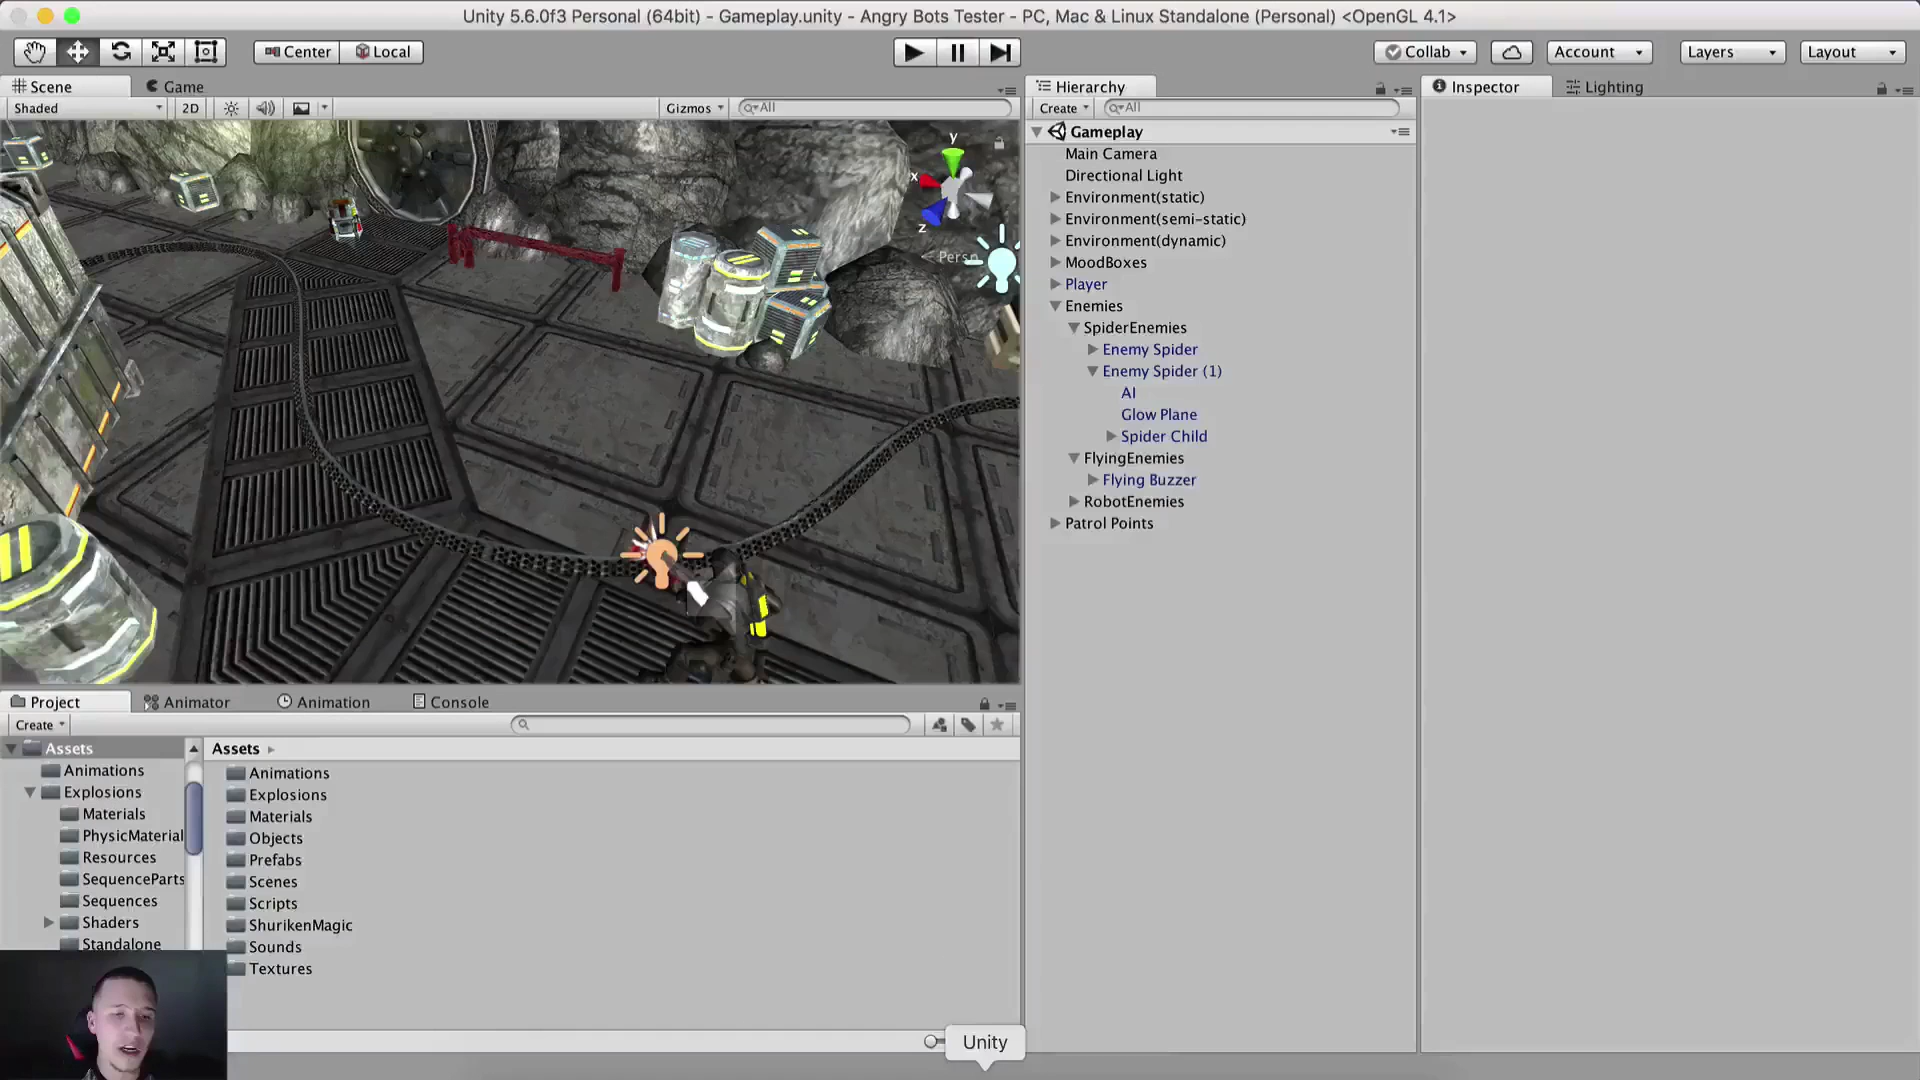 Unity 5.6.0f3 Personal (64bit) - Gameplay.unity - Angry Bots Tester - PC, Mac & Linux Standalone (Personal) <OpenGL 4.1>
Center Local Collab Account Layers Layout
Scene Game
Shaded 2D Gizmos All
y
x
z
Persp
Hierarchy
Create All
Gameplay
Main Camera
Directional Light
Environment(static)
Environment(semi-static)
Environment(dynamic)
MoodBoxes
Player
Enemies
SpiderEnemies
Enemy Spider
Enemy Spider (1)
AI
Glow Plane
Spider Child
FlyingEnemies
Flying Buzzer
RobotEnemies
Patrol Points
Inspector Lighting
Project Animator Animation Console
Create
Assets
Animations
Explosions
Materials
PhysicMaterial
Resources
SequenceParts
Sequences
Shaders
Standalone
Assets
Animations
Explosions
Materials
Objects
Prefabs
Scenes
Scripts
ShurikenMagic
Sounds
Textures
Unity